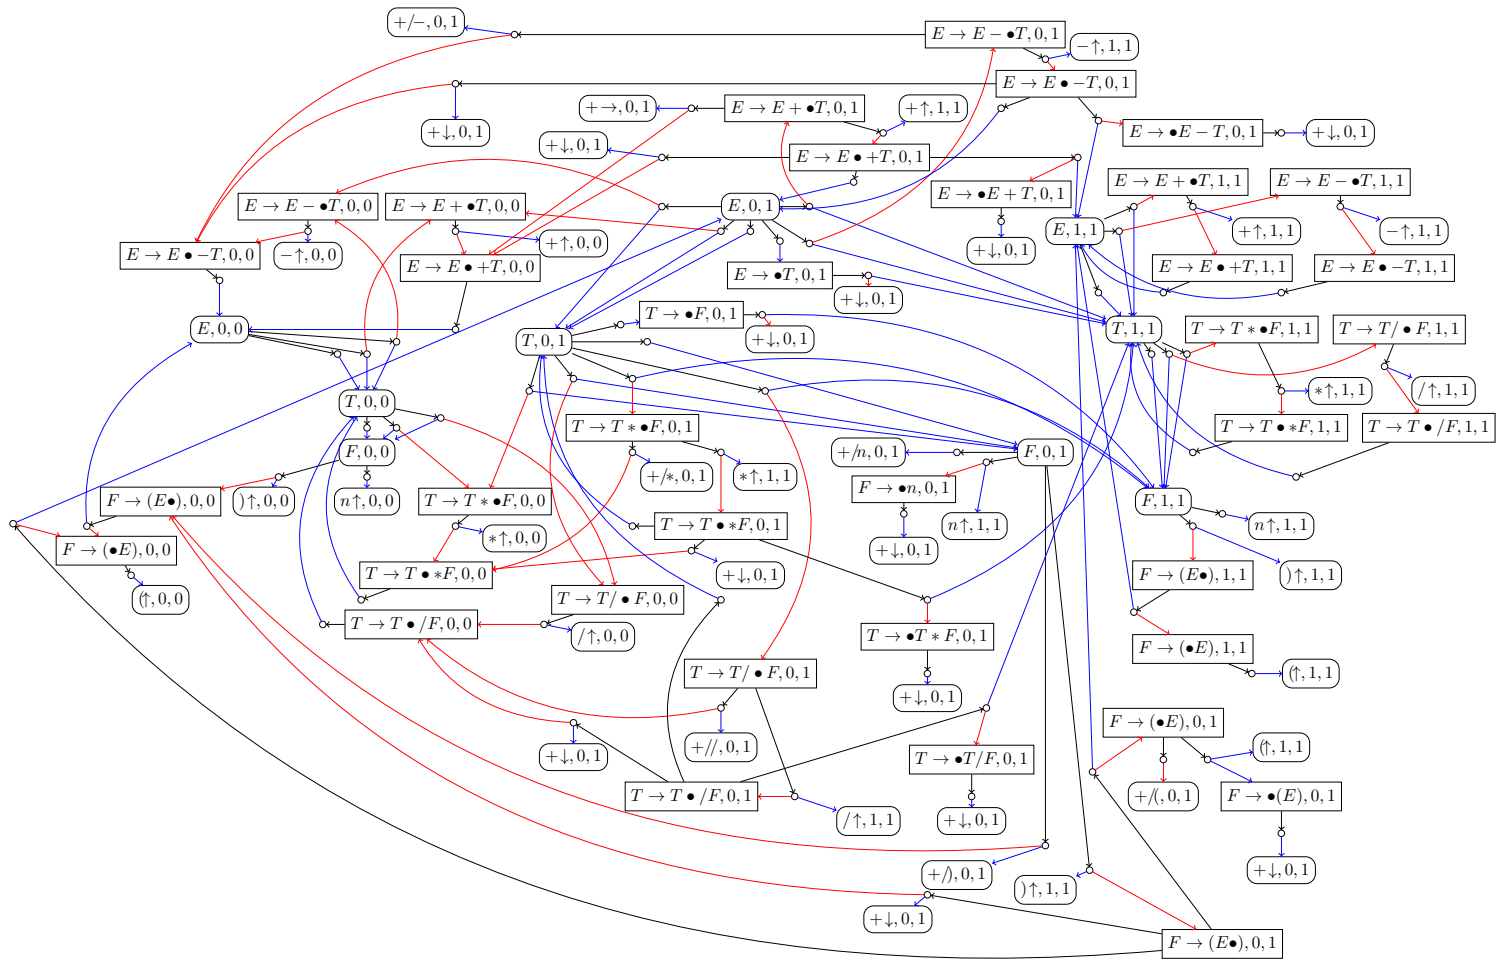 +/−, 0, 1
E → E − •T, 0, 1
−↑, 1, 1
E → E • −T, 0, 1
+→, 0, 1
E → E + •T, 0, 1
+↑, 1, 1
+↓, 0, 1
E → •E − T, 0, 1
+↓, 0, 1
+↓, 0, 1
E → E • +T, 0, 1
E → •E + T, 0, 1
E → E + •T, 1, 1
E → E − •T, 1, 1
E → E − •T, 0, 0
E → E + •T, 0, 0
E, 0, 1
E, 1, 1
+↑, 1, 1
−↑, 1, 1
E → E • −T, 0, 0
−↑, 0, 0
+↑, 0, 0
+↓, 0, 1
E → E • +T, 0, 0
E → •T, 0, 1
E → E • +T, 1, 1
E → E • −T, 1, 1
+↓, 0, 1
E, 0, 0
T → •F, 0, 1
T, 1, 1
T → T ∗ •F, 1, 1
T → T/ • F, 1, 1
T, 0, 1
+↓, 0, 1
T, 0, 0
∗↑, 1, 1
/↑, 1, 1
T → T ∗ •F, 0, 1
T → T • ∗F, 1, 1
T → T • /F, 1, 1
F, 0, 0
+/n, 0, 1
F, 0, 1
+/∗, 0, 1
∗↑, 1, 1
F → (E•), 0, 0
)↑, 0, 0
n↑, 0, 0
T → T ∗ •F, 0, 0
F → •n, 0, 1
F, 1, 1
T → T • ∗F, 0, 1
n↑, 1, 1
n↑, 1, 1
F → (•E), 0, 0
∗↑, 0, 0
+↓, 0, 1
T → T • ∗F, 0, 0
+↓, 0, 1
F → (E•), 1, 1
)↑, 1, 1
(↑, 0, 0
T → T/ • F, 0, 0
T → T • /F, 0, 0
/↑, 0, 0
T → •T ∗ F, 0, 1
F → (•E), 1, 1
T → T/ • F, 0, 1
(↑, 1, 1
+↓, 0, 1
F → (•E), 0, 1
+↓, 0, 1
+//, 0, 1
T → •T/F, 0, 1
(↑, 1, 1
T → T • /F, 0, 1
+/(, 0, 1
F → •(E), 0, 1
/↑, 1, 1
+↓, 0, 1
+/), 0, 1
)↑, 1, 1
+↓, 0, 1
+↓, 0, 1
F → (E•), 0, 1